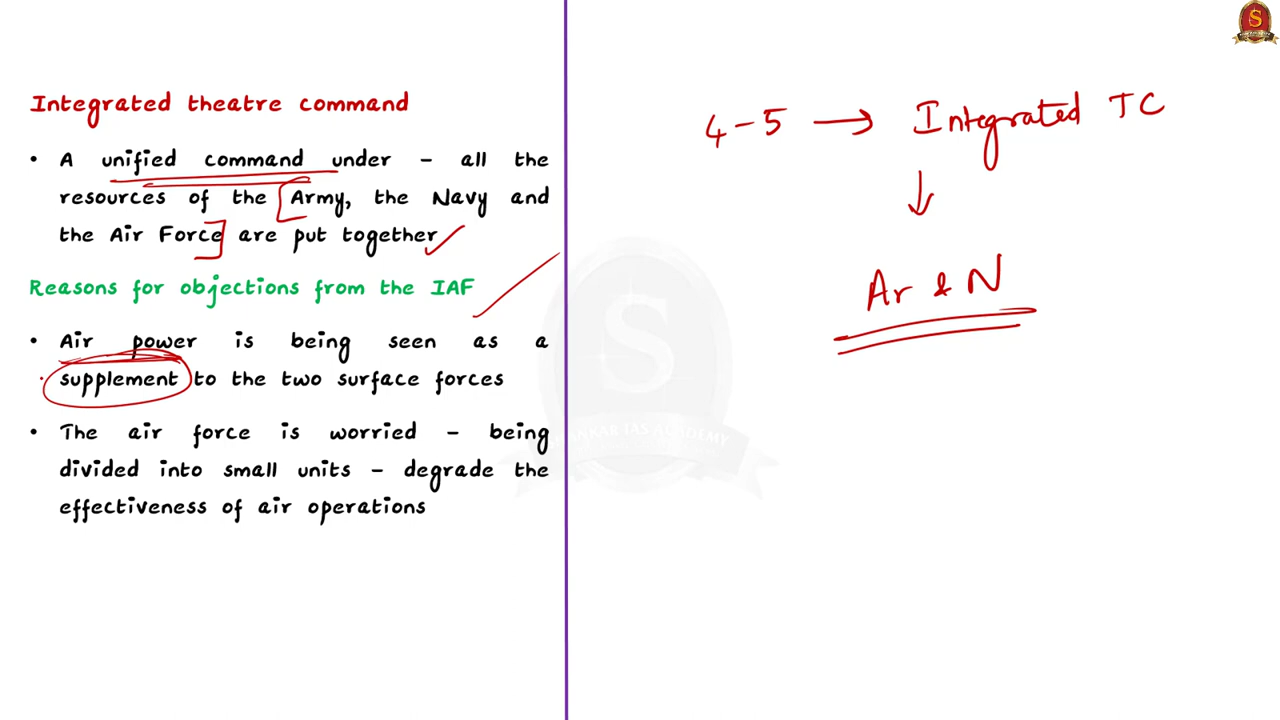 Integrated theatre command
• A unified command under - all the
resources of the Army, the Navy and
the Air Force are put together
Reasons for objections from the IAF
• Air power is being seen as a
supplement to the two surface forces
• The air force is worried - being
divided into small units - degrade the
effectiveness of air operations
4-5 → Integrated TC
↓
Ar & N
S
S
ANKAR IAS ACADEMY